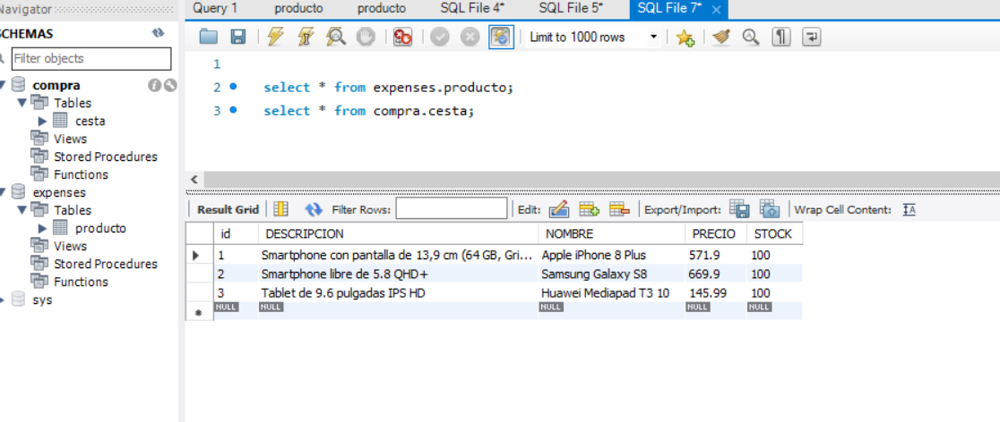 Navigator
Query 1 producto producto SQL File 4* SQL File 5* SQL File 7* ×
SCHEMAS
Filter objects
Limit to 1000 rows
compra
Tables
cesta
Views
Stored Procedures
Functions
expenses
Tables
producto
Views
Stored Procedures
Functions
sys
1
2 select * from expenses.producto;
3 select * from compra.cesta;
Result Grid Filter Rows: Edit: Export/Import: Wrap Cell Content: IA
id DESCRIPCION NOMBRE PRECIO STOCK
1 Smartphone con pantalla de 13,9 cm (64 GB, Gri... Apple iPhone 8 Plus 571.9 100
2 Smartphone libre de 5.8 QHD+ Samsung Galaxy S8 669.9 100
3 Tablet de 9.6 pulgadas IPS HD Huawei Mediapad T3 10 145.99 100
NULL NULL NULL NULL NULL